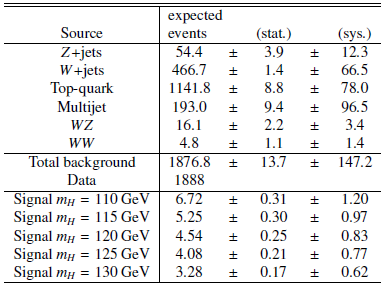 expected
Source events (stat.) (sys.)
Z+jets 54.4 ± 3.9 ± 12.3
W+jets 466.7 ± 1.4 ± 66.5
Top-quark 1141.8 ± 8.8 ± 78.0
Multijet 193.0 ± 9.4 ± 96.5
WZ 16.1 ± 2.2 ± 3.4
WW 4.8 ± 1.1 ± 1.4
Total background 1876.8 ± 13.7 ± 147.2
Data 1888
Signal mH = 110 GeV 6.72 ± 0.31 ± 1.20
Signal mH = 115 GeV 5.25 ± 0.30 ± 0.97
Signal mH = 120 GeV 4.54 ± 0.25 ± 0.83
Signal mH = 125 GeV 4.08 ± 0.21 ± 0.77
Signal mH = 130 GeV 3.28 ± 0.17 ± 0.62